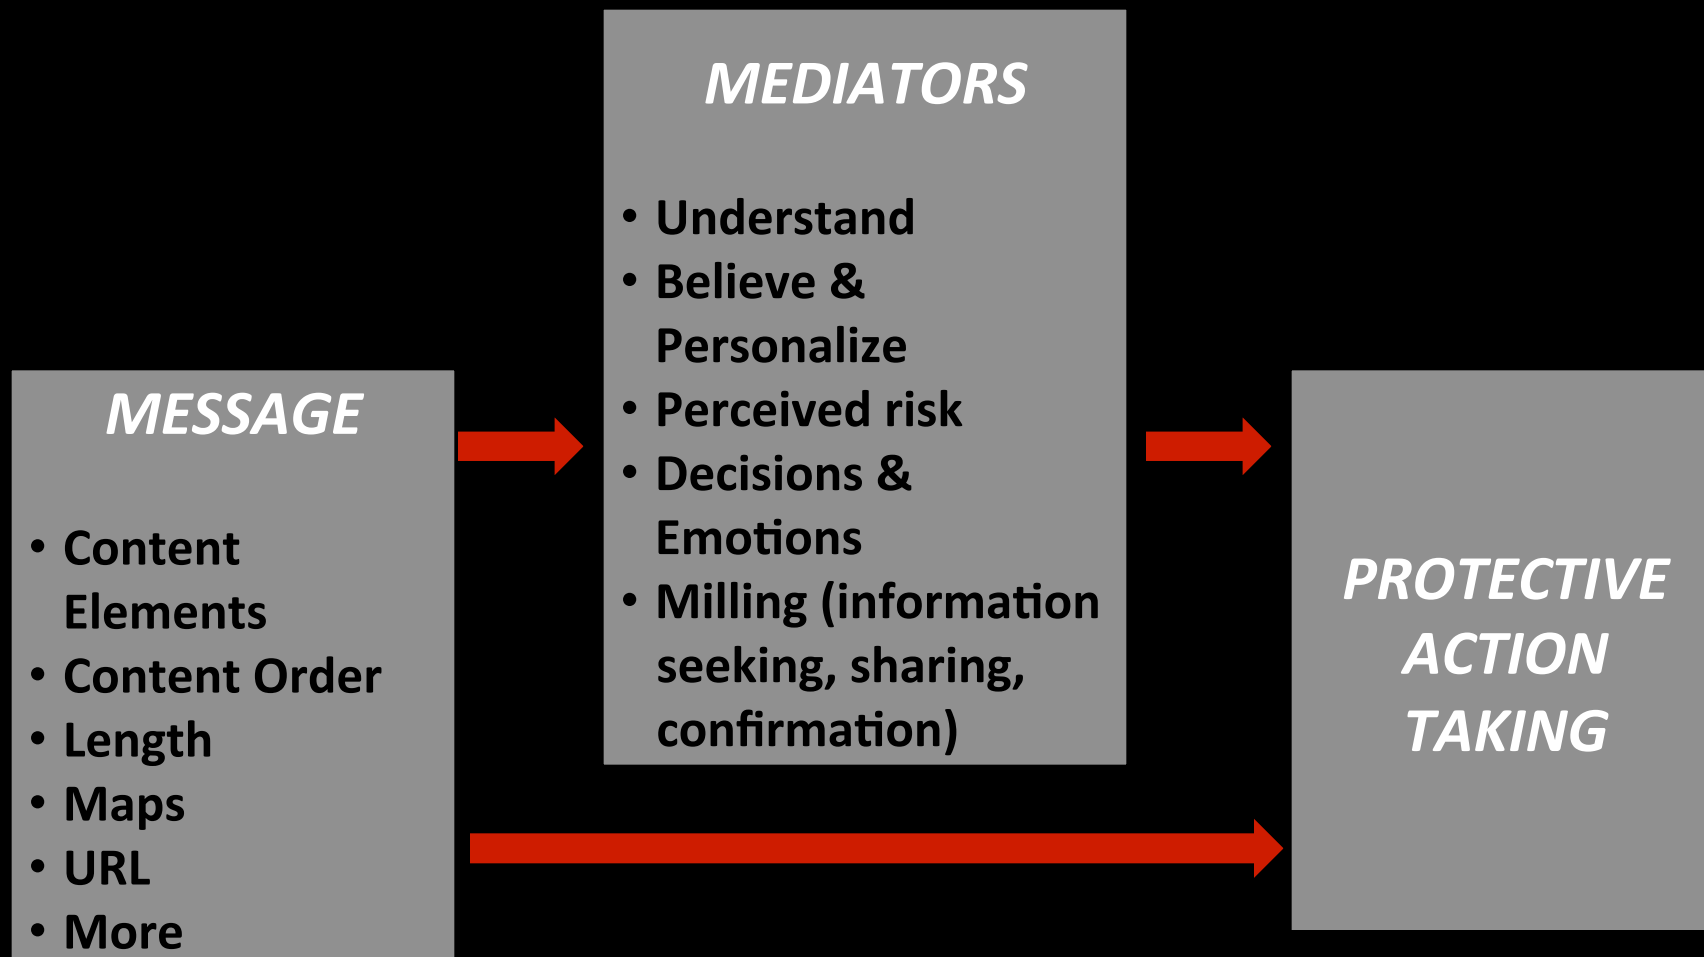 MEDIATORS
• Understand
• Believe &
Personalize
• Perceived risk
• Decisions &
Emotions
• Milling (information
seeking, sharing,
confirmation)
MESSAGE
• Content
Elements
• Content Order
• Length
• Maps
• URL
• More
PROTECTIVE
ACTION
TAKING